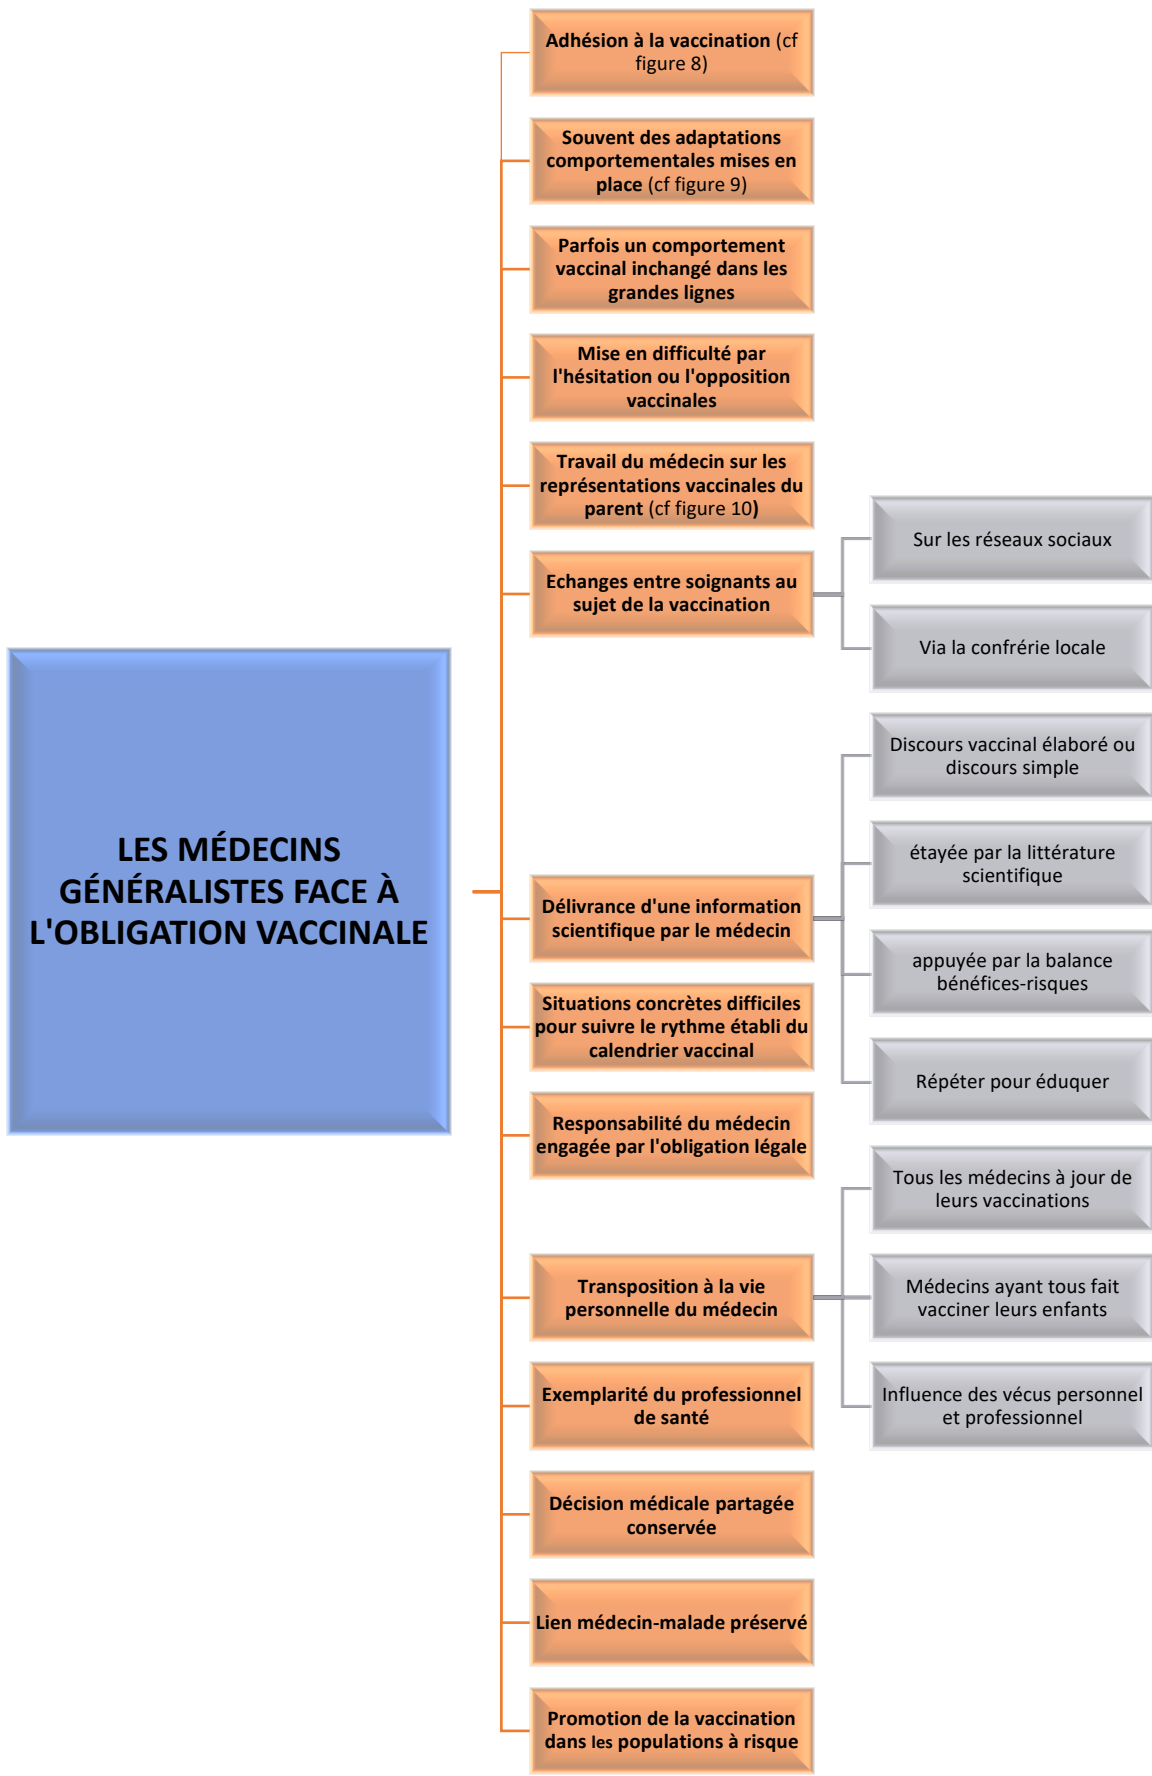 LES MÉDECINS
GÉNÉRALISTES FACE À
L'OBLIGATION VACCINALE
Adhésion à la vaccination (cf
figure 8)
Souvent des adaptations
comportementales mises en
place (cf figure 9)
Parfois un comportement
vaccinal inchangé dans les
grandes lignes
Mise en difficulté par
l'hésitation ou l'opposition
vaccinales
Travail du médecin sur les
représentations vaccinales du
parent (cf figure 10)
Echanges entre soignants au
sujet de la vaccination
Sur les réseaux sociaux
Via la confrérie locale
Délivrance d'une information
scientifique par le médecin
Discours vaccinal élaboré ou
discours simple
étayée par la littérature
scientifique
appuyée par la balance
bénéfices-risques
Répéter pour éduquer
Situations concrètes difficiles
pour suivre le rythme établi du
calendrier vaccinal
Responsabilité du médecin
engagée par l'obligation légale
Transposition à la vie
personnelle du médecin
Tous les médecins à jour de
leurs vaccinations
Médecins ayant tous fait
vacciner leurs enfants
Influence des vécus personnel
et professionnel
Exemplarité du professionnel
de santé
Décision médicale partagée
conservée
Lien médecin-malade préservé
Promotion de la vaccination
dans les populations à risque